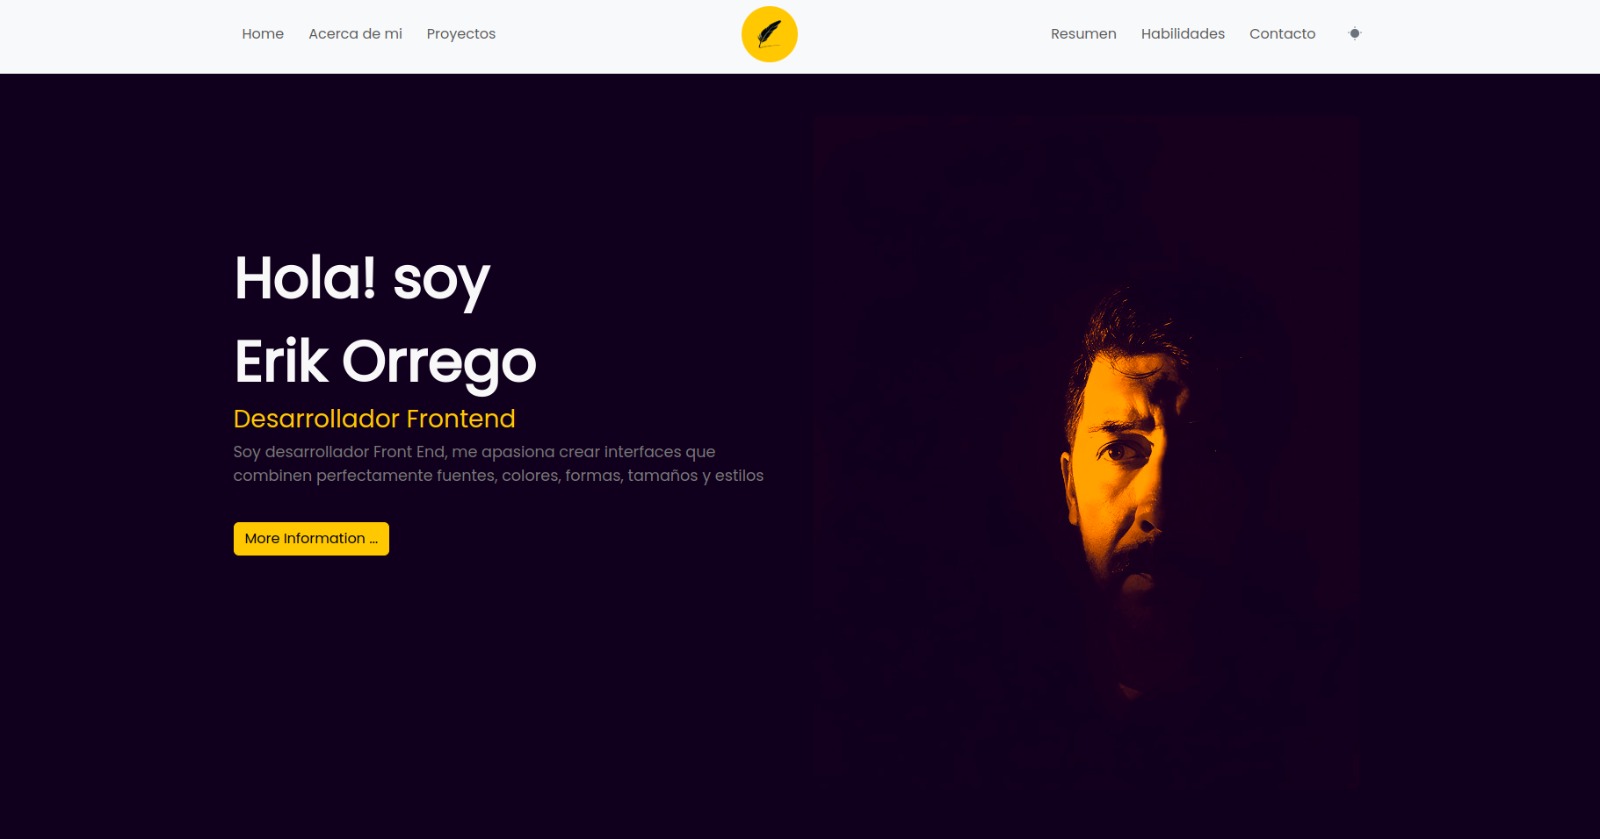 Home Acerca de mi Proyectos Resumen Habilidades Contacto
Hola! soy
Erik Orrego
Desarrollador Frontend
Soy desarrollador Front End, me apasiona crear interfaces que
combinen perfectamente fuentes, colores, formas, tamaños y estilos
More Information ...